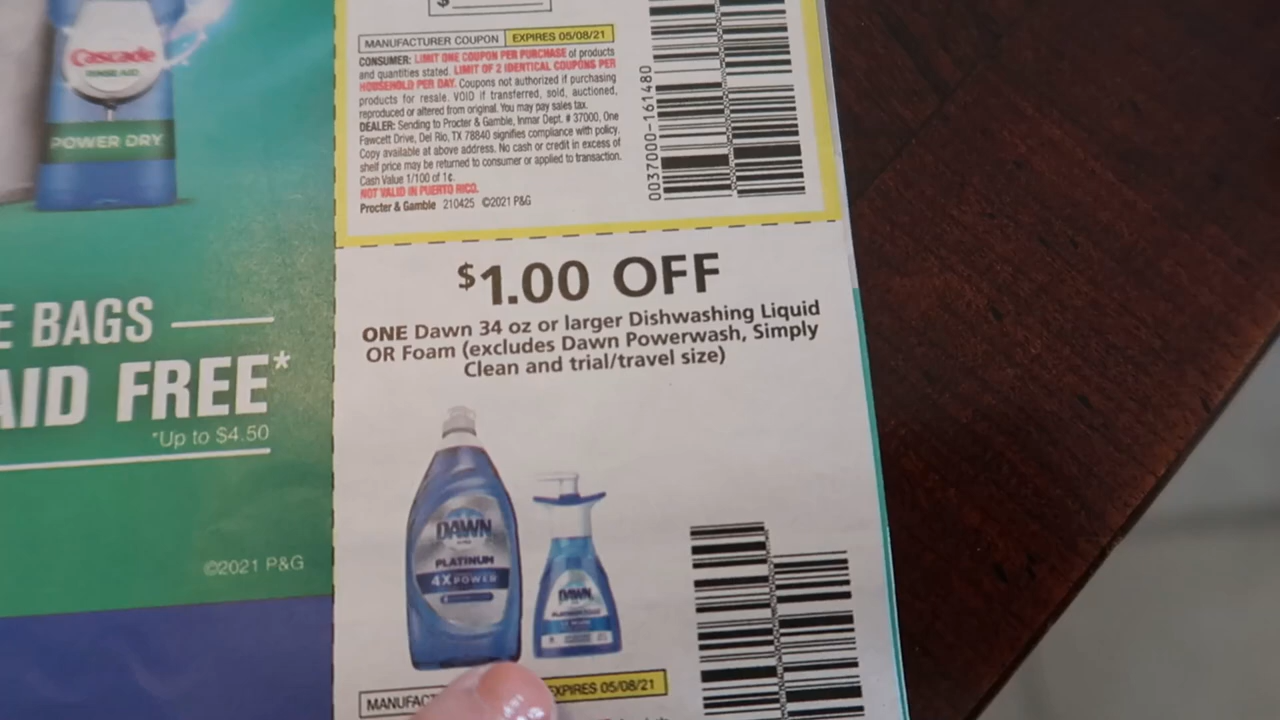 Cascade
RINSE AID
POWER DRY
E BAGS
AID FREE*
*Up to $4.50
©2021 P&G
$
MANUFACTURER COUPON EXPIRES 05/08/21
CONSUMER: LIMIT ONE COUPON PER PURCHASE of products
and quantities stated. LIMIT OF 2 IDENTICAL COUPONS PER
HOUSEHOLD PER DAY. Coupons not authorized if purchasing
products for resale. VOID if transferred, sold, auctioned,
reproduced or altered from original. You may pay sales tax.
DEALER: Sending to Procter & Gamble, Inmar Dept. # 37000, One
Fawcett Drive, Del Rio, TX 78840 signifies compliance with policy.
Copy available at above address. No cash or credit in excess of
shelf price may be returned to consumer or applied to transaction.
Cash Value 1/100 of 1¢.
NOT VALID IN PUERTO RICO.
Procter & Gamble 210425 ©2021 P&G
0037000-161480
$1.00 OFF
ONE Dawn 34 oz or larger Dishwashing Liquid
OR Foam (excludes Dawn Powerwash, Simply
Clean and trial/travel size)
DAWN
PLATINUM
4X POWER
DAWN
MANUFAC
EXPIRES 05/08/21